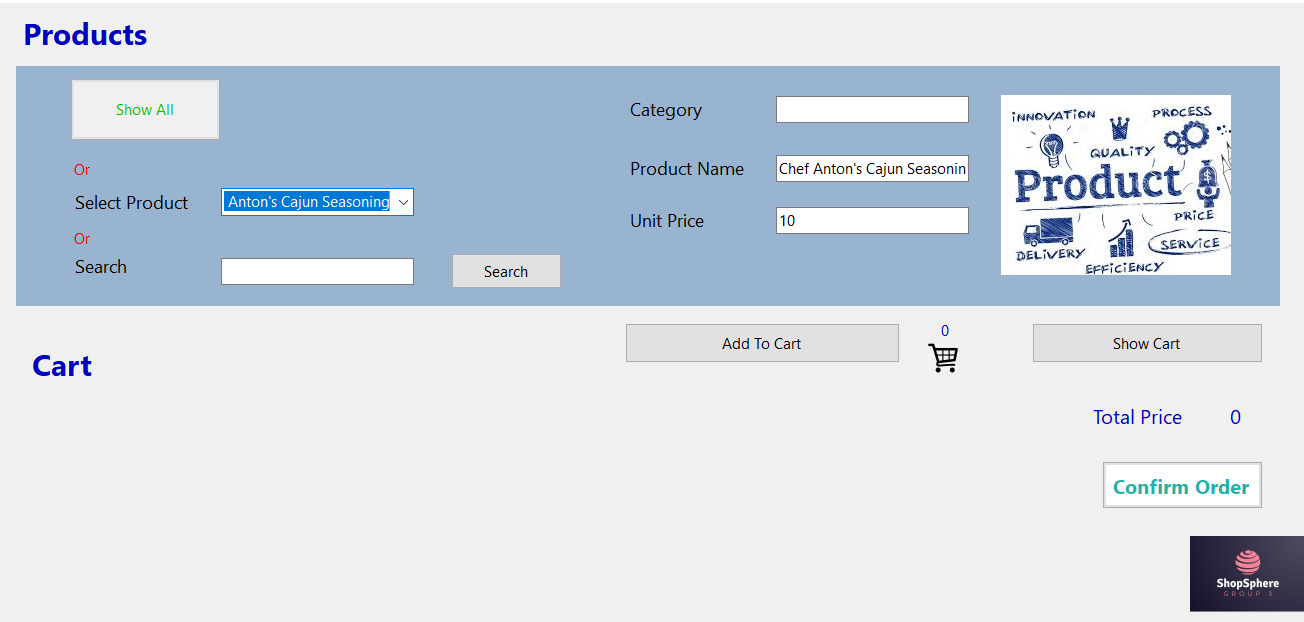 Products
Show All
Or
Select Product
Anton's Cajun Seasoning
Or
Search
Search
Category
Product Name
Chef Anton's Cajun Seasonin
Unit Price
10
INNOVATION
PROCESS
QUALITY
Product
PRICE
DELIVERY
SERVICE
EFFICIENCY
Cart
Add To Cart
0
Show Cart
Total Price 0
Confirm Order
ShopSphere
GROUP 3